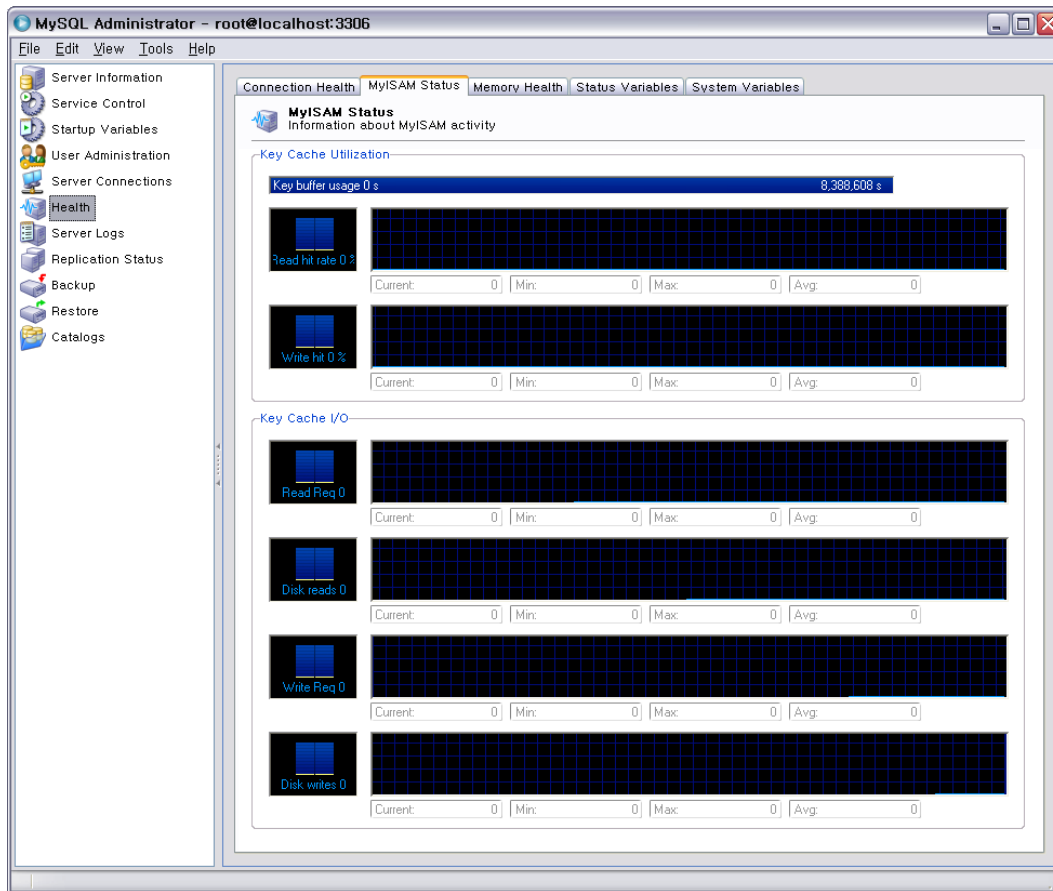 MySQL Administrator - root@localhost:3306
File Edit View Tools Help
Server Information
Service Control
Startup Variables
User Administration
Server Connections
Health
Server Logs
Replication Status
Backup
Restore
Catalogs
Connection Health MyISAM Status Memory Health Status Variables System Variables
MyISAM Status
Information about MyISAM activity
Key Cache Utilization
Key buffer usage 0 s 8,388,608 s
Read hit rate 0 %
Current: 0 Min: 0 Max: 0 Avg: 0
Write hit 0 %
Current: 0 Min: 0 Max: 0 Avg: 0
Key Cache I/O
Read Req 0
Current: 0 Min: 0 Max: 0 Avg: 0
Disk reads 0
Current: 0 Min: 0 Max: 0 Avg: 0
Write Req 0
Current: 0 Min: 0 Max: 0 Avg: 0
Disk writes 0
Current: 0 Min: 0 Max: 0 Avg: 0